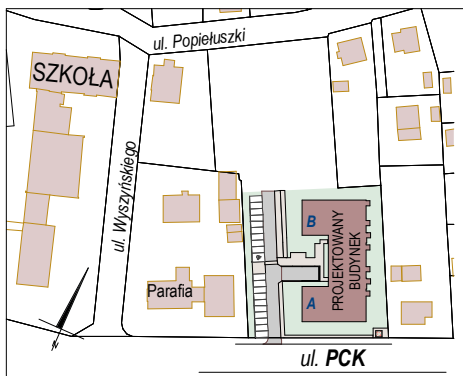 ul. Popiełuszki
SZKOŁA
ul. Wyszyńskiego
B
PROJEKTOWANY
BUDYNEK
A
Parafia
N
ul. PCK